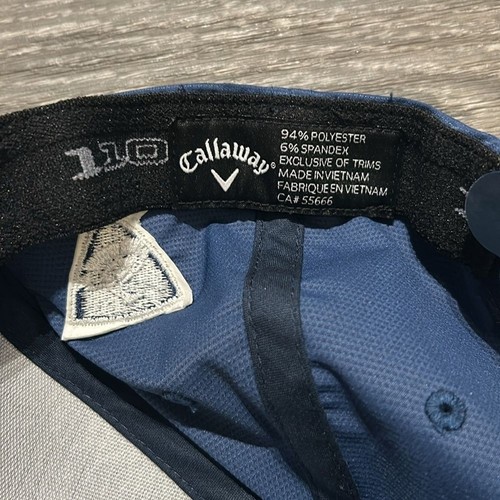 110
Callaway®
94% POLYESTER
6% SPANDEX
EXCLUSIVE OF TRIMS
MADE IN VIETNAM
FABRIQUE EN VIETNAM
CA# 55666